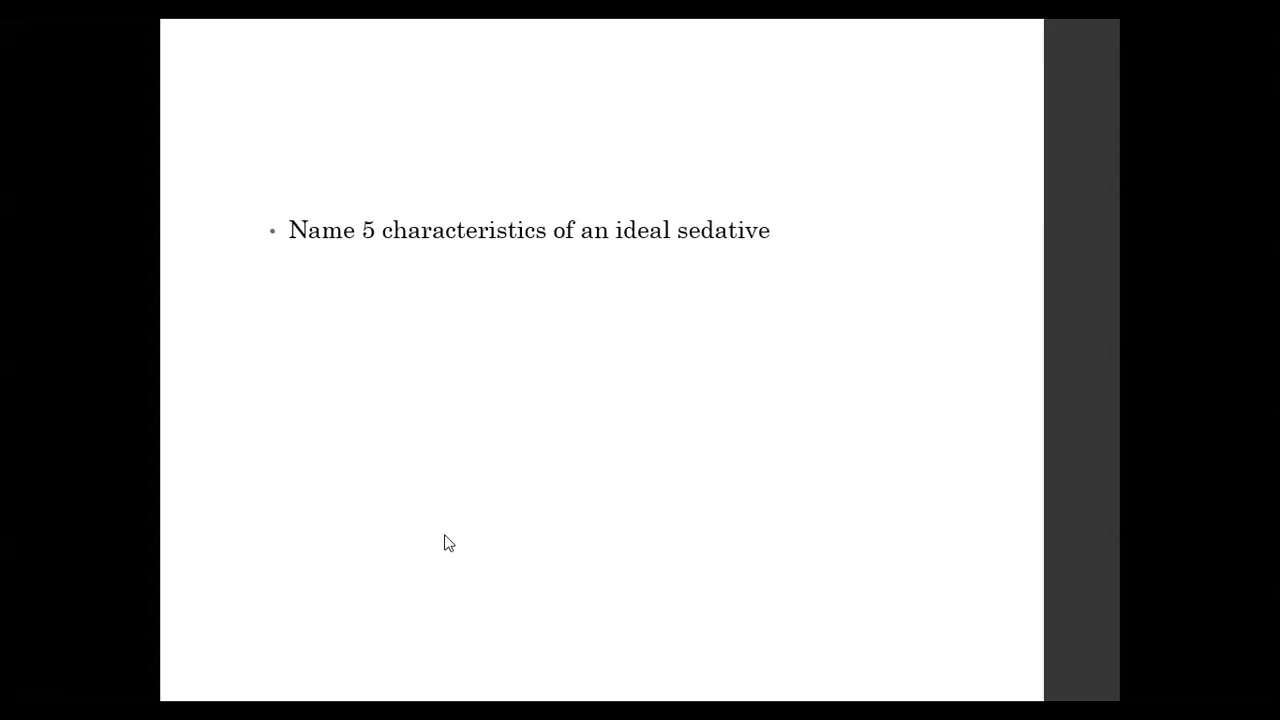 • Name 5 characteristics of an ideal sedative